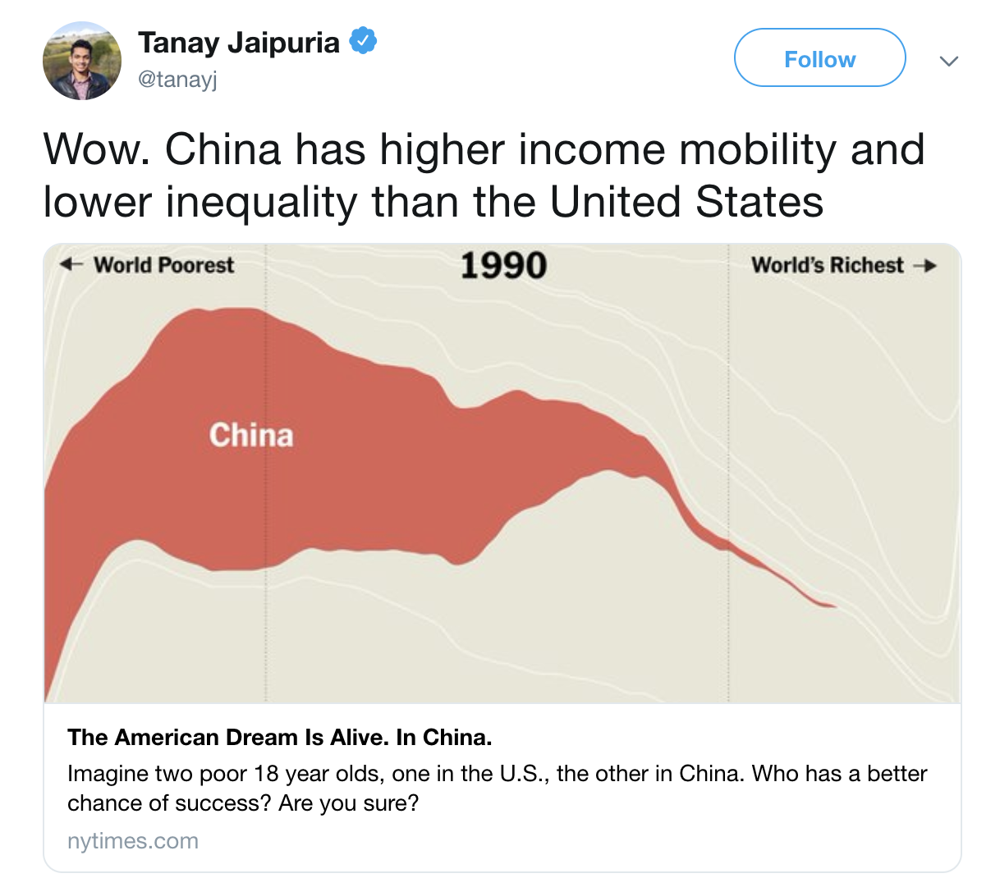 Tanay Jaipuria
@tanayj
Follow
Wow. China has higher income mobility and
lower inequality than the United States
← World Poorest
1990
World's Richest →
China
The American Dream Is Alive. In China.
Imagine two poor 18 year olds, one in the U.S., the other in China. Who has a better
chance of success? Are you sure?
nytimes.com